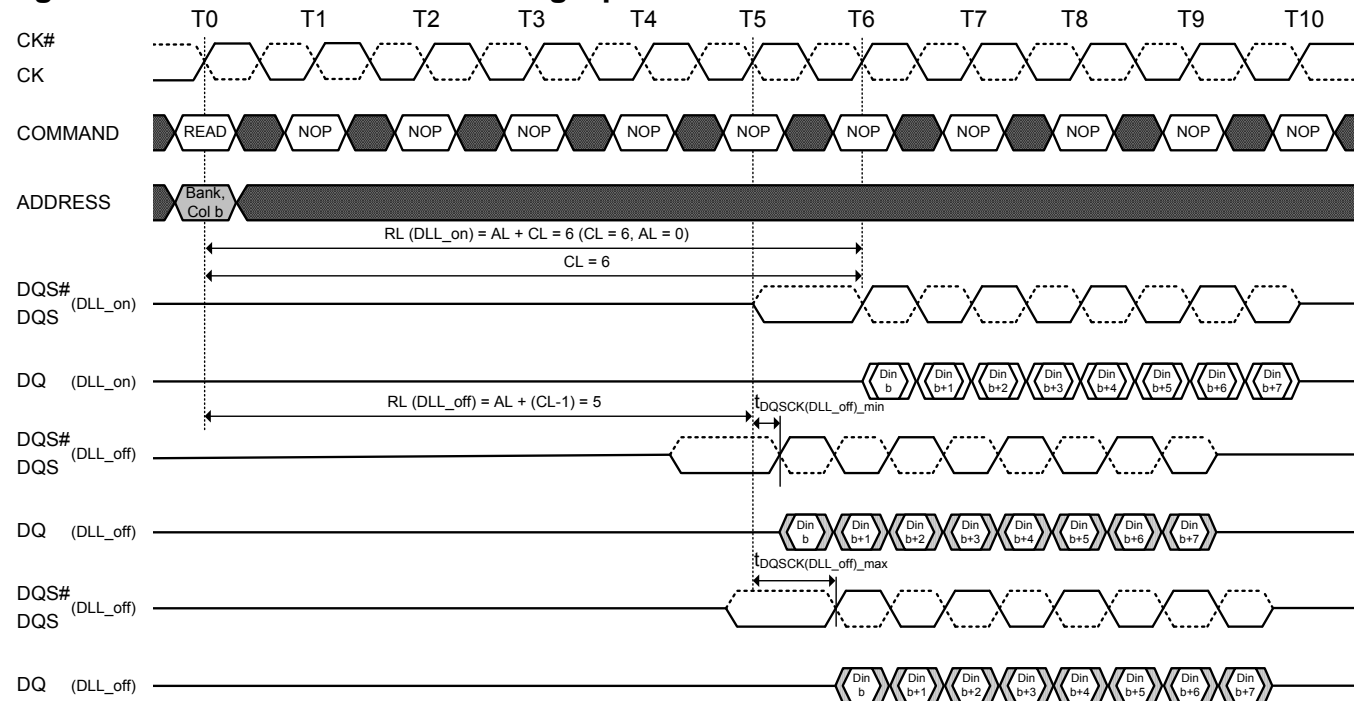 T0 T1 T2 T3 T4 T5 T6 T7 T8 T9 T10
CK#
CK
COMMAND READ NOP NOP NOP NOP NOP NOP NOP NOP NOP NOP
ADDRESS Bank,
Col b
RL (DLL_on) = AL + CL = 6 (CL = 6, AL = 0)
CL = 6
DQS# (DLL_on)
DQS
DQ (DLL_on) Din b Din b+1 Din b+2 Din b+3 Din b+4 Din b+5 Din b+6 Din b+7
RL (DLL_off) = AL + (CL-1) = 5 tDQSCK(DLL_off)_min
DQS# (DLL_off)
DQS
DQ (DLL_off) Din b Din b+1 Din b+2 Din b+3 Din b+4 Din b+5 Din b+6 Din b+7
tDQSCK(DLL_off)_max
DQS# (DLL_off)
DQS
DQ (DLL_off) Din b Din b+1 Din b+2 Din b+3 Din b+4 Din b+5 Din b+6 Din b+7